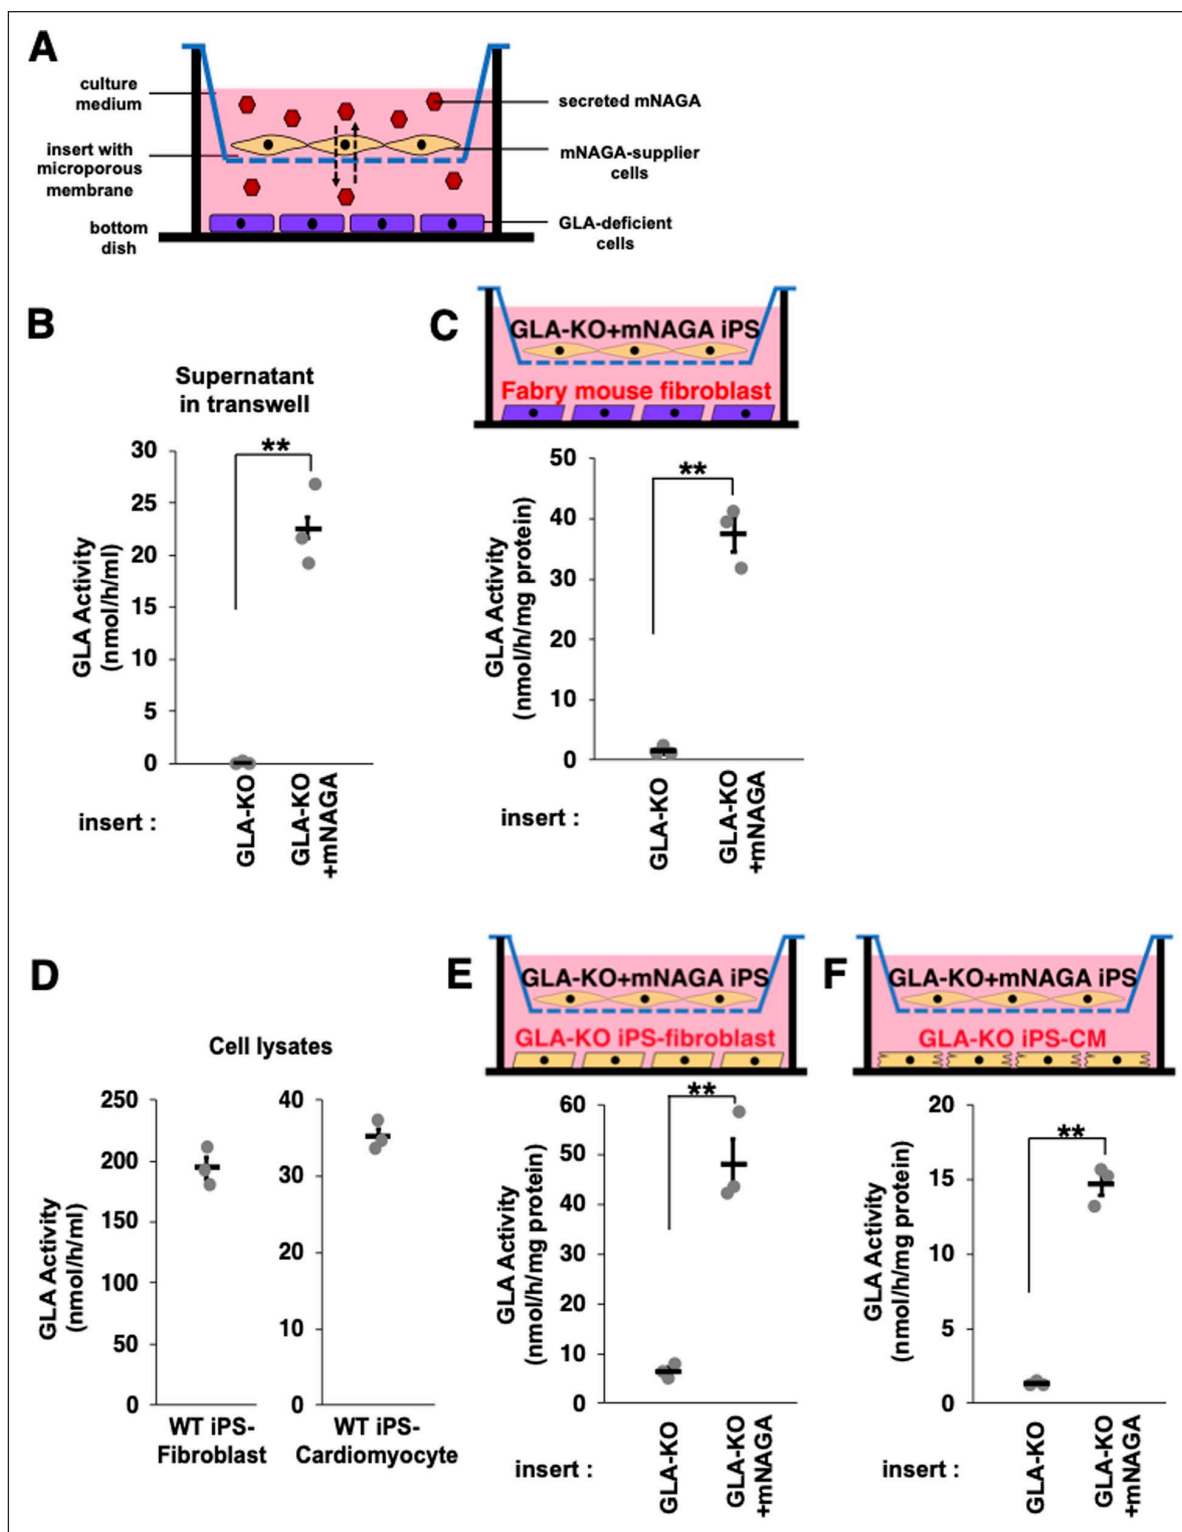 A
culture
medium
insert with
microporous
membrane
bottom
dish
secreted mNAGA
mNAGA-supplier
cells
GLA-deficient
cells
B
Supernatant
in transwell
GLA Activity
(nmol/h/ml)
30
25
20
15
10
5
0
**
insert :
GLA-KO
GLA-KO
+mNAGA
C
GLA-KO+mNAGA iPS
Fabry mouse fibroblast
GLA Activity
(nmol/h/mg protein)
50
40
30
20
10
0
**
insert :
GLA-KO
GLA-KO
+mNAGA
D
Cell lysates
GLA Activity
(nmol/h/ml)
250
200
150
100
50
0
WT iPS-
Fibroblast
40
30
20
10
0
WT iPS-
Cardiomyocyte
E
GLA-KO+mNAGA iPS
GLA-KO iPS-fibroblast
GLA Activity
(nmol/h/mg protein)
60
50
40
30
20
10
0
**
insert :
GLA-KO
GLA-KO
+mNAGA
F
GLA-KO+mNAGA iPS
GLA-KO iPS-CM
GLA Activity
(nmol/h/mg protein)
20
15
10
5
0
**
insert :
GLA-KO
GLA-KO
+mNAGA